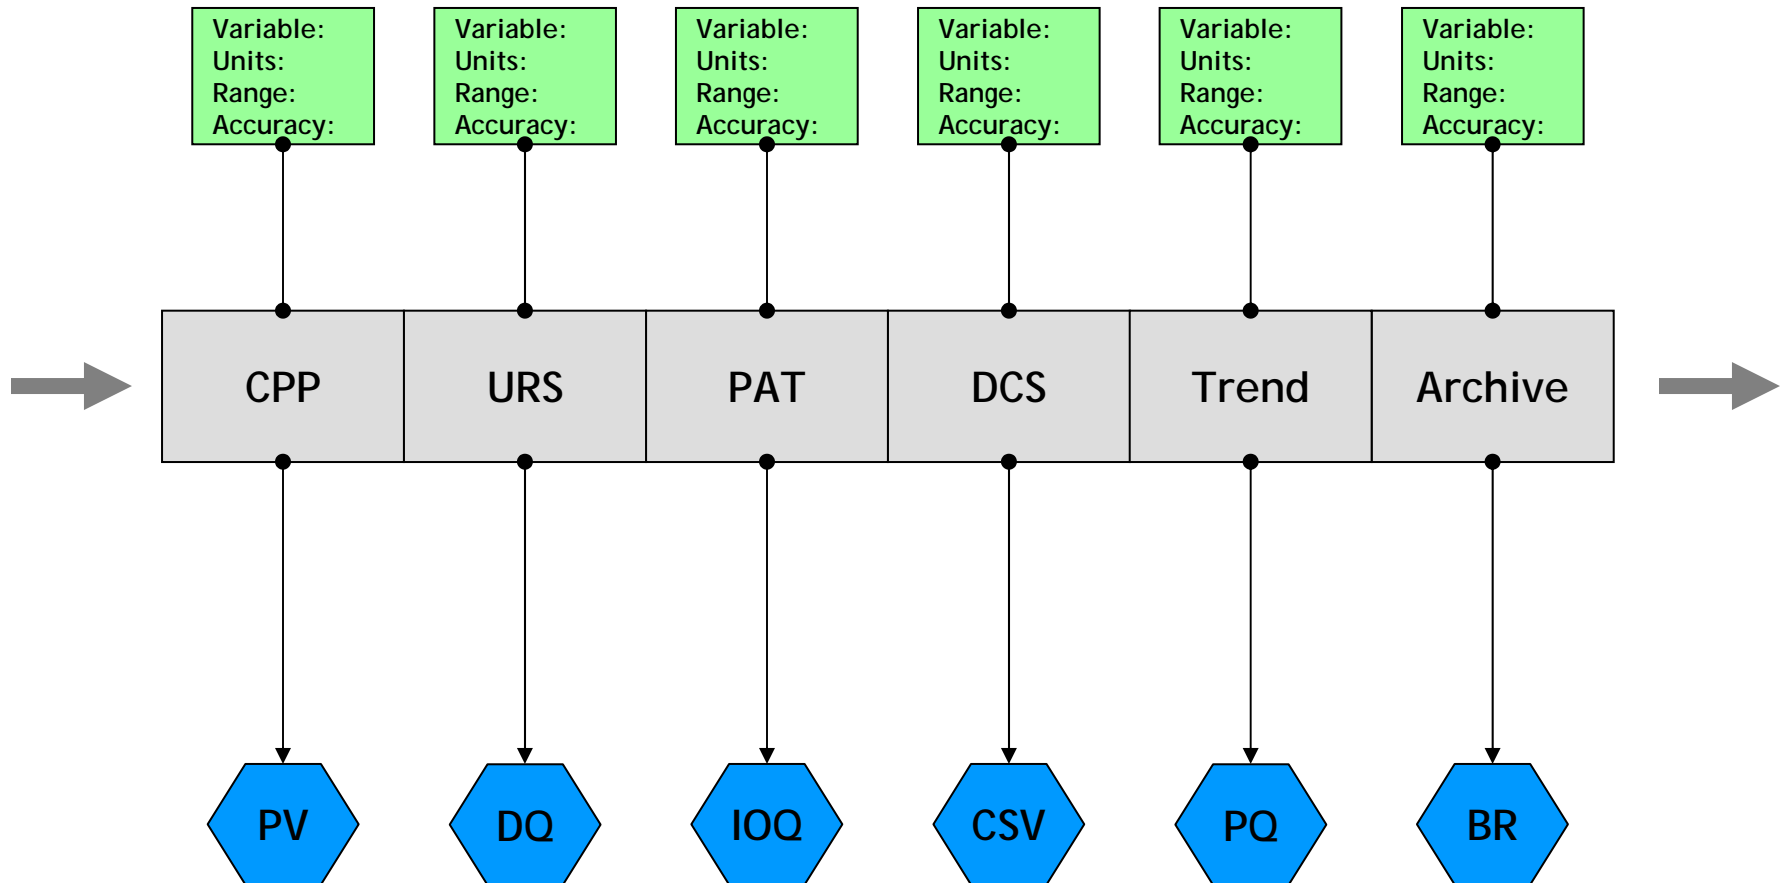 Variable:
Units:
Range:
Accuracy:
Variable:
Units:
Range:
Accuracy:
Variable:
Units:
Range:
Accuracy:
Variable:
Units:
Range:
Accuracy:
Variable:
Units:
Range:
Accuracy:
Variable:
Units:
Range:
Accuracy:
CPP
URS
PAT
DCS
Trend
Archive
PV
DQ
IOQ
CSV
PQ
BR